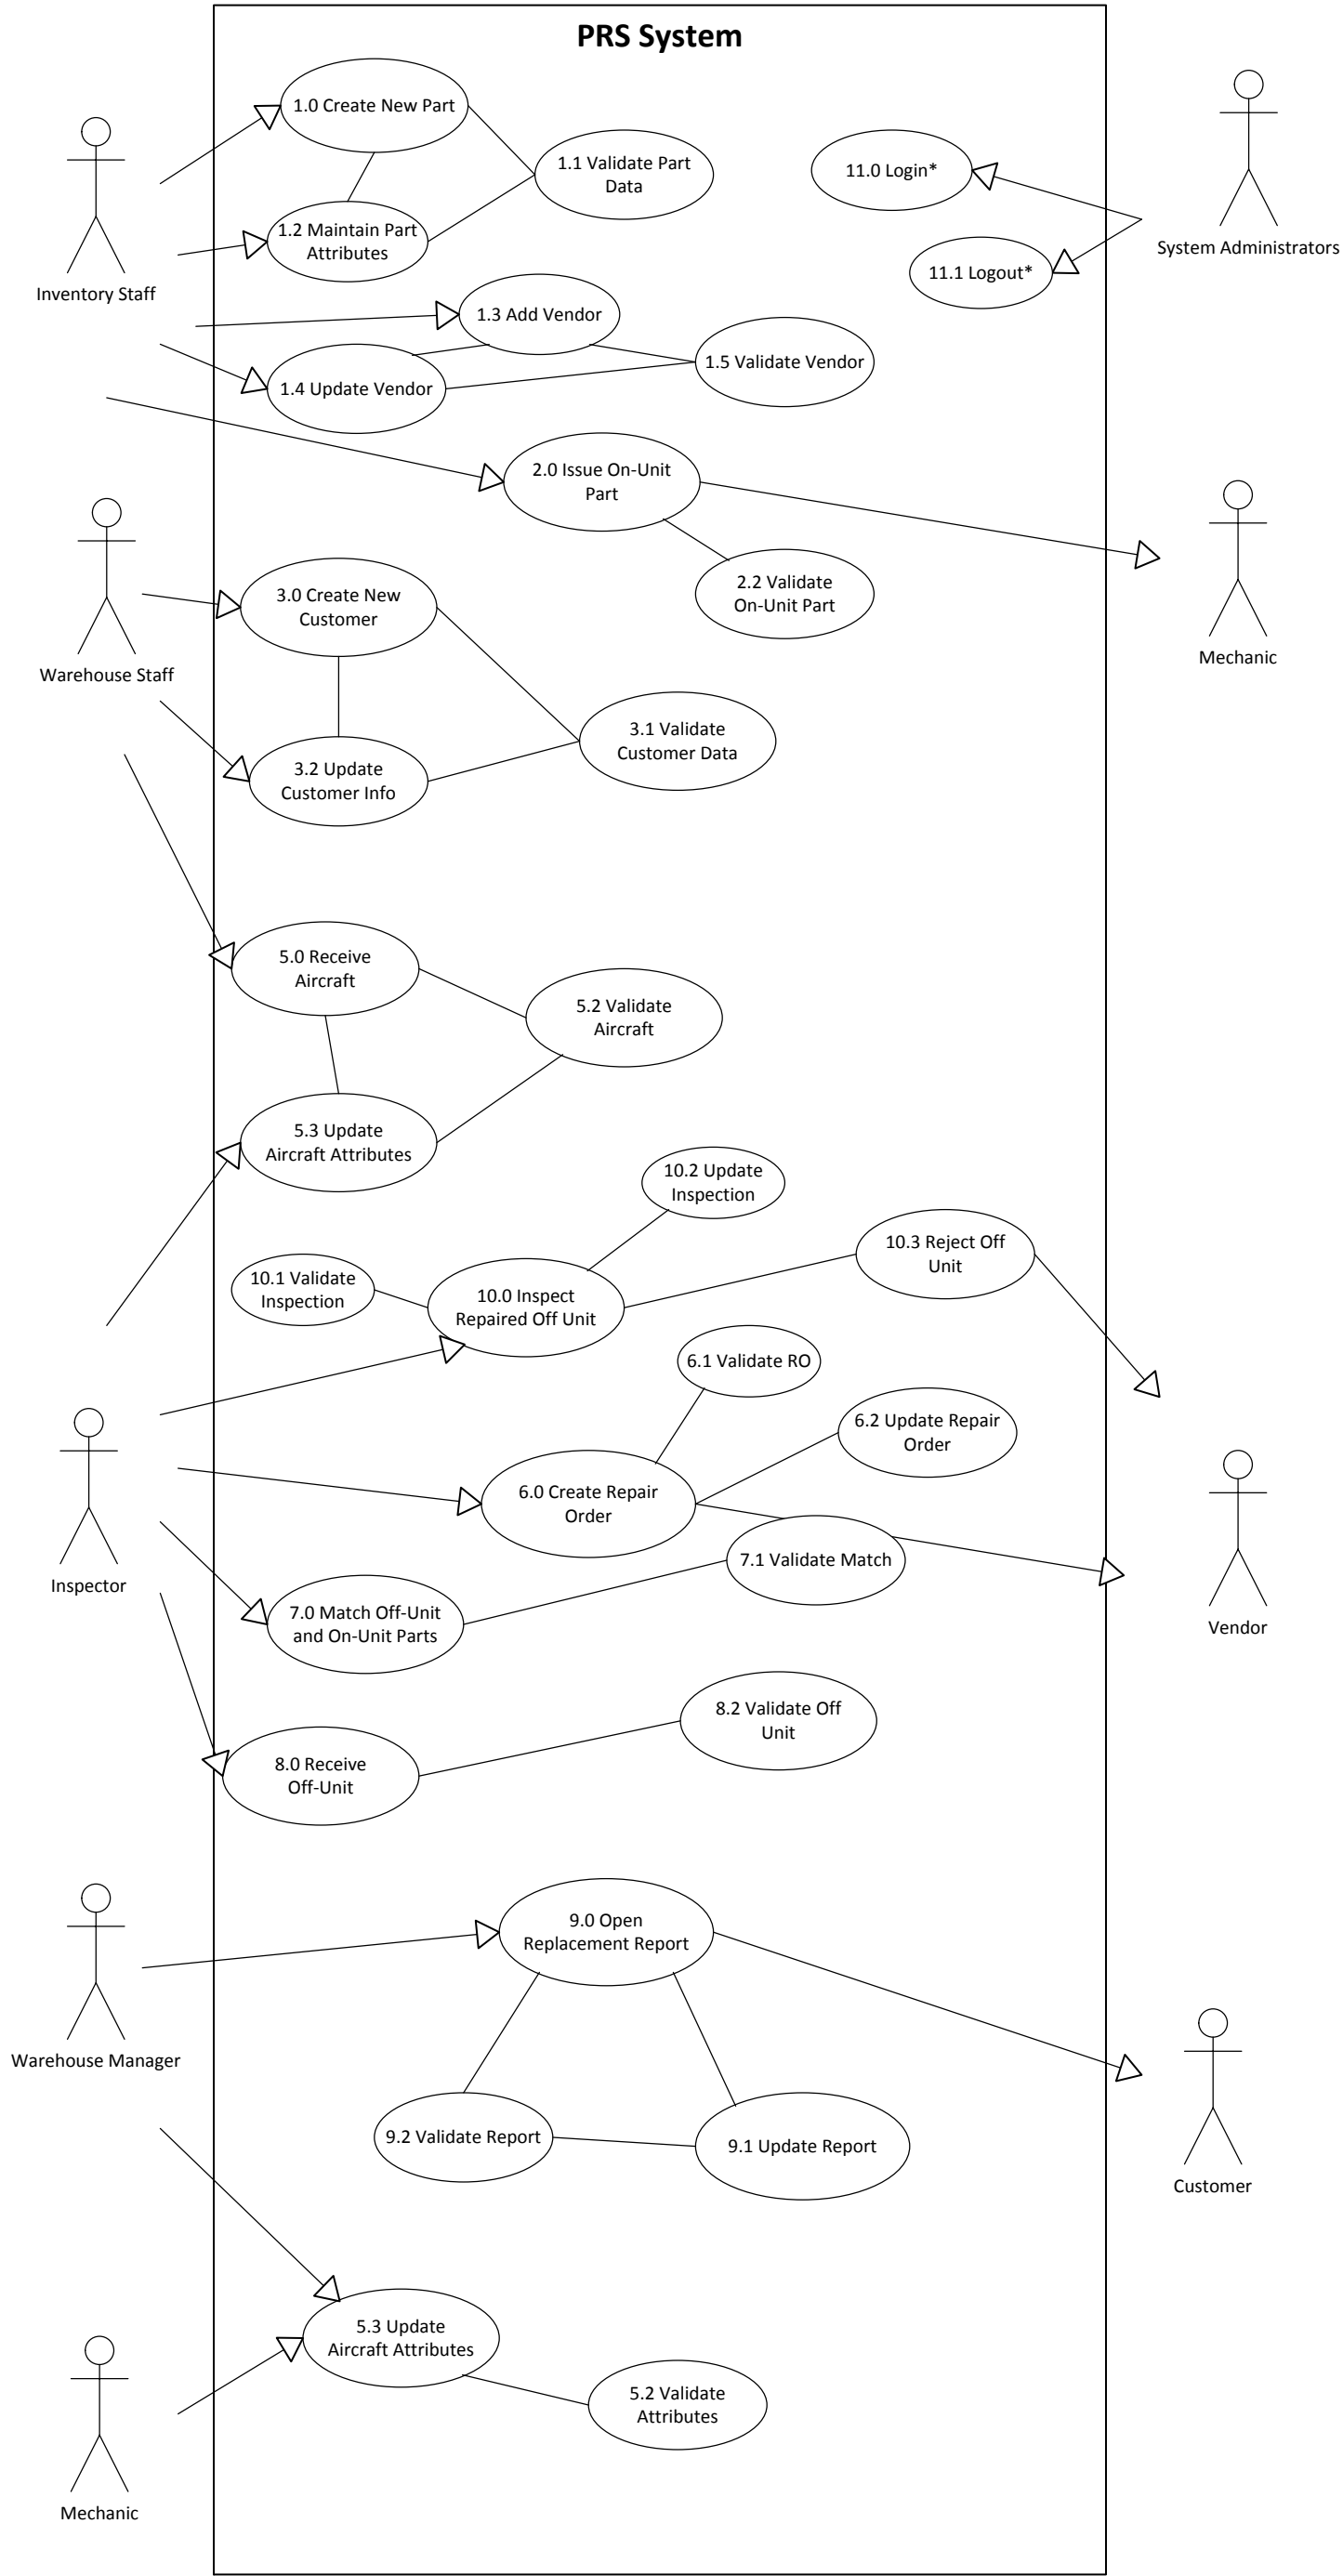 PRS System
1.0 Create New Part
1.1 Validate Part
Data
11.0 Login*
1.2 Maintain Part
Attributes
System Administrators
11.1 Logout*
Inventory Staff
1.3 Add Vendor
1.5 Validate Vendor
1.4 Update Vendor
2.0 Issue On-Unit
Part
2.2 Validate
On-Unit Part
3.0 Create New
Customer
Mechanic
Warehouse Staff
3.1 Validate
Customer Data
3.2 Update
Customer Info
5.0 Receive
Aircraft
5.2 Validate
Aircraft
5.3 Update
Aircraft Attributes
10.2 Update
Inspection
10.3 Reject Off
Unit
10.1 Validate
Inspection
10.0 Inspect
Repaired Off Unit
6.1 Validate RO
6.2 Update Repair
Order
6.0 Create Repair
Order
7.1 Validate Match
Inspector
7.0 Match Off-Unit
and On-Unit Parts
Vendor
8.2 Validate Off
Unit
8.0 Receive
Off-Unit
9.0 Open
Replacement Report
Warehouse Manager
9.2 Validate Report
9.1 Update Report
Customer
5.3 Update
Aircraft Attributes
5.2 Validate
Attributes
Mechanic